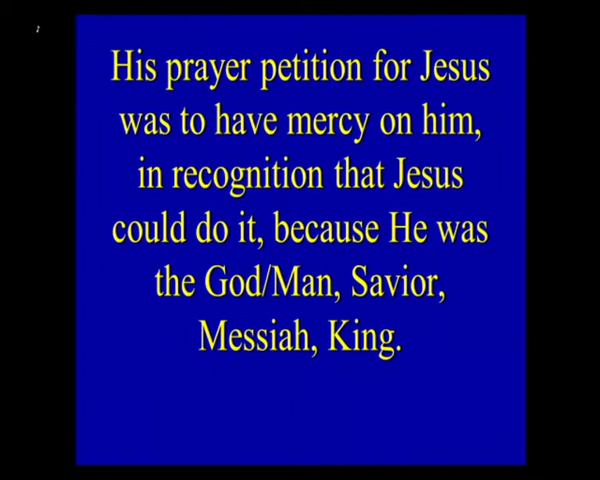 His prayer petition for Jesus
was to have mercy on him,
in recognition that Jesus
could do it, because He was
the God/Man, Savior,
Messiah, King.